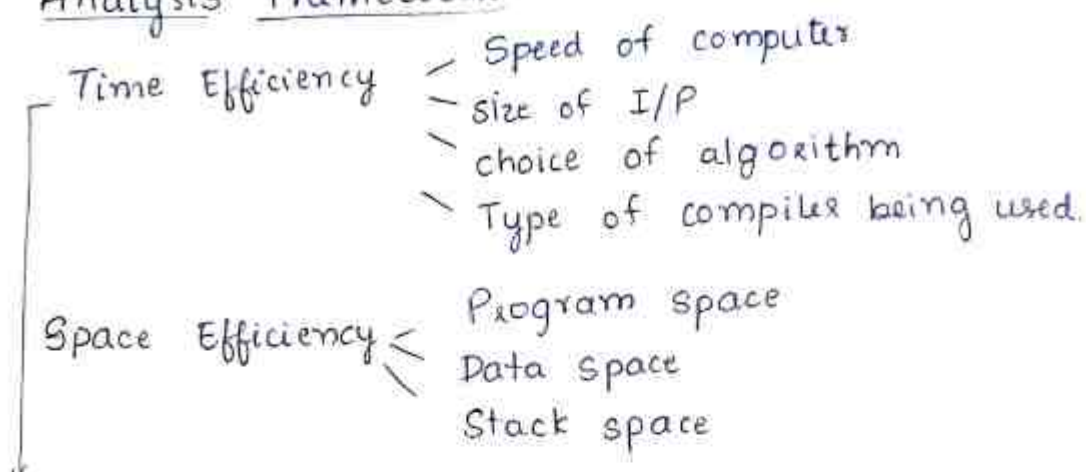 Analysis
Time Efficiency
Speed of computer
size of I/P
choice of algorithm
Type of compiler being used.
Space Efficiency
Program space
Data space
Stack space